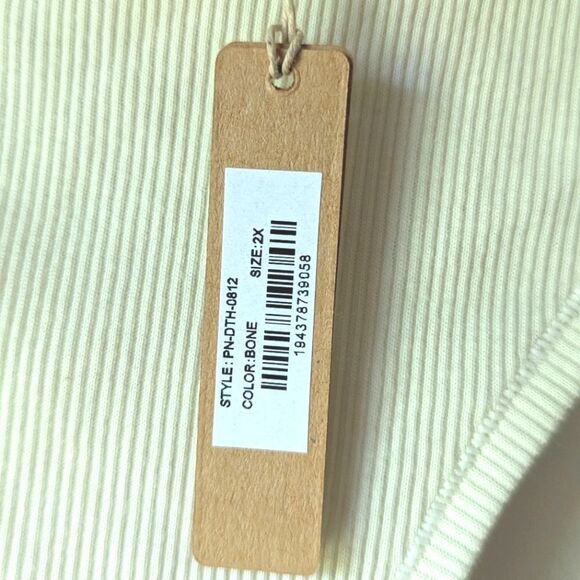 STYLE: PN-DTH-0812
COLOR:BONE SIZE:2X
194378739058